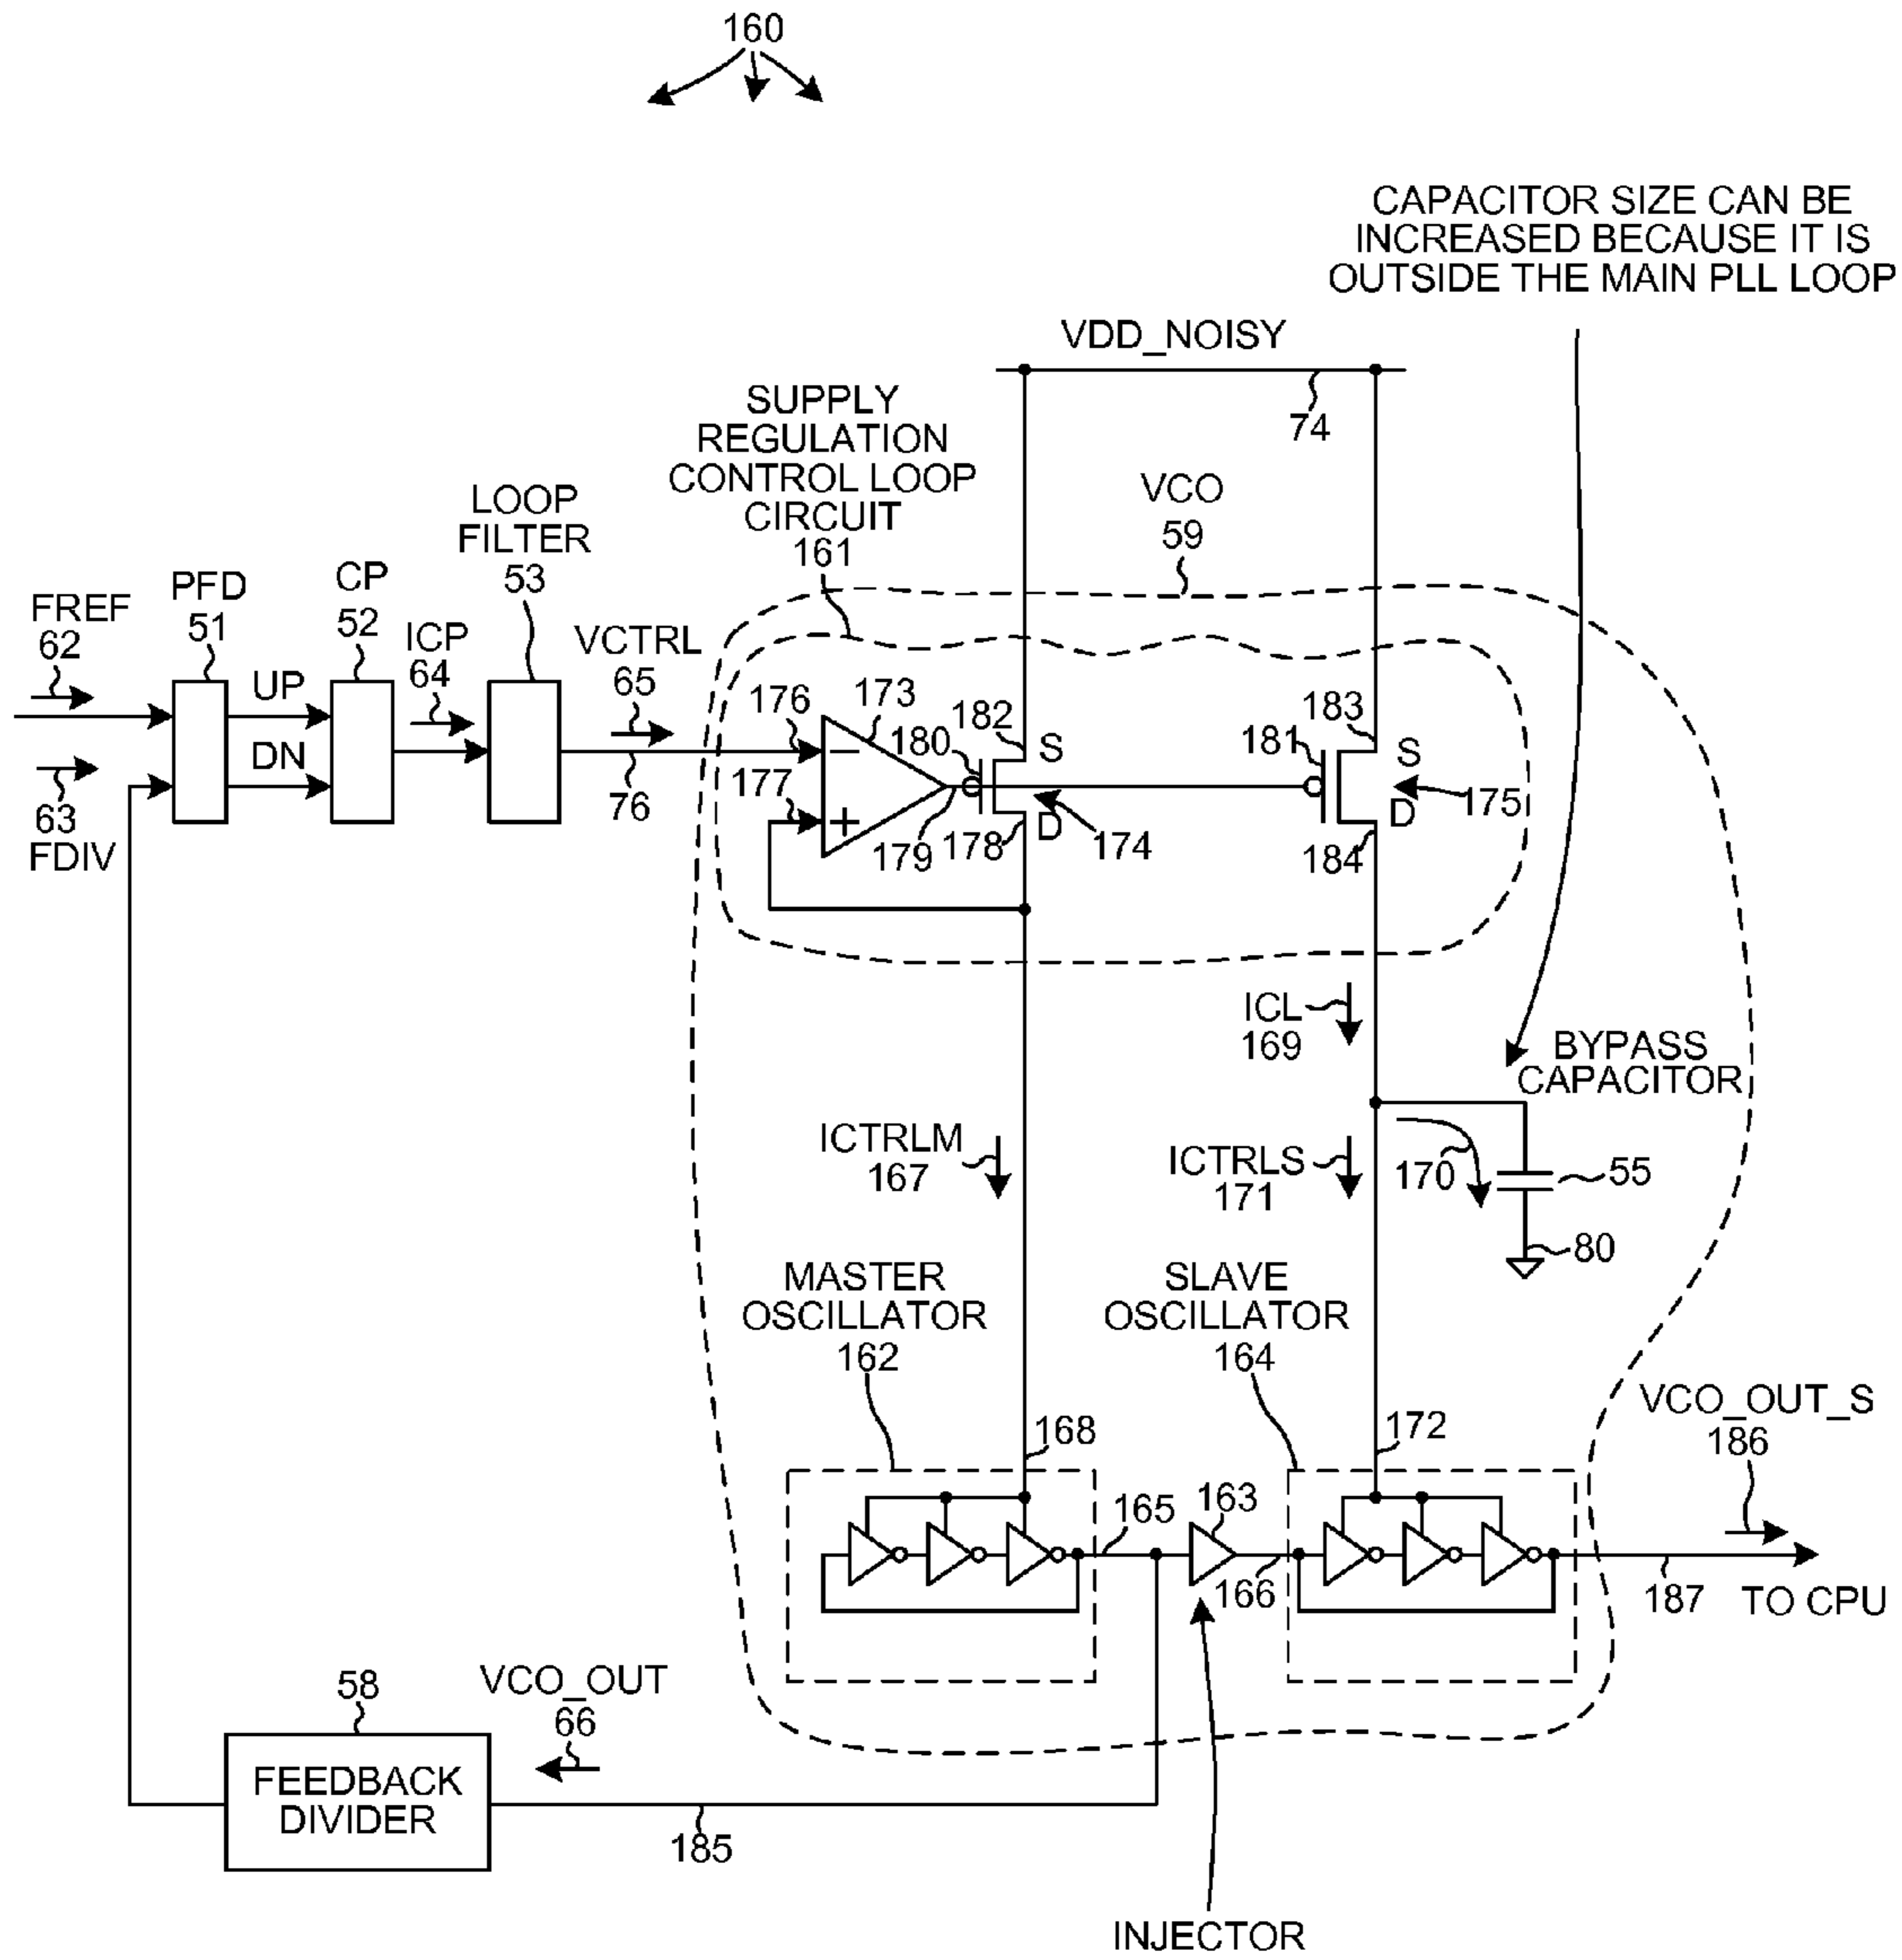 160
CAPACITOR SIZE CAN BE
INCREASED BECAUSE IT IS
OUTSIDE THE MAIN PLL LOOP
VDD_NOISY
74
SUPPLY
REGULATION
CONTROL LOOP
CIRCUIT
161
VCO
59
LOOP
FILTER
53
CP
52
PFD
51
FREF
62
ICP
64
VCTRL
65
UP
DN
63
FDIV
76
176
177
173
180
182
S
D
179
178
174
181
183
S
D
175
184
ICL
169
BYPASS
CAPACITOR
ICTRLM
167
ICTRLS
171
170
55
80
MASTER
OSCILLATOR
162
SLAVE
OSCILLATOR
164
168
172
VCO_OUT_S
186
165
163
166
187
TO CPU
58
VCO_OUT
66
FEEDBACK
DIVIDER
185
INJECTOR